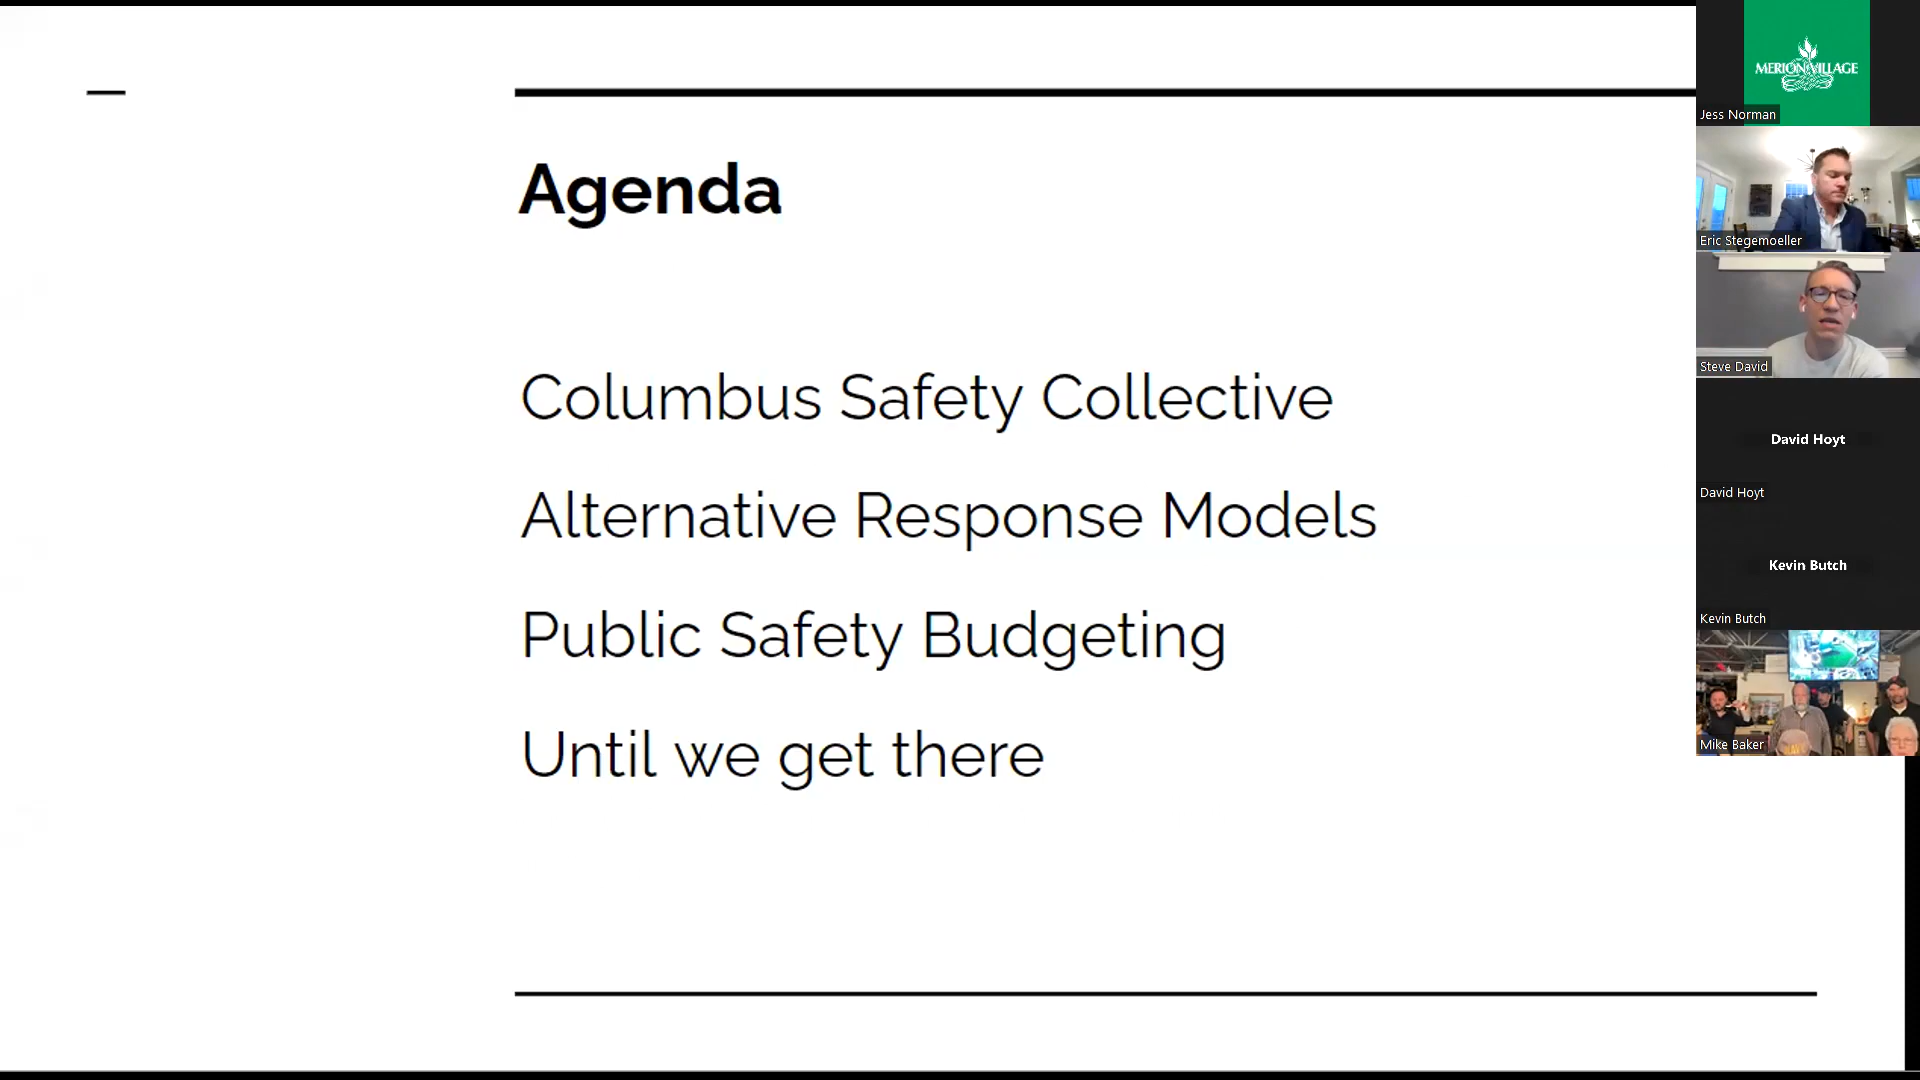 Agenda
Columbus Safety Collective
Alternative Response Models
Public Safety Budgeting
Until we get there
MERION VILLAGE
Jess Norman
Eric Stegemoeller
Steve David
David Hoyt
David Hoyt
Kevin Butch
Kevin Butch
Mike Baker
NAVY